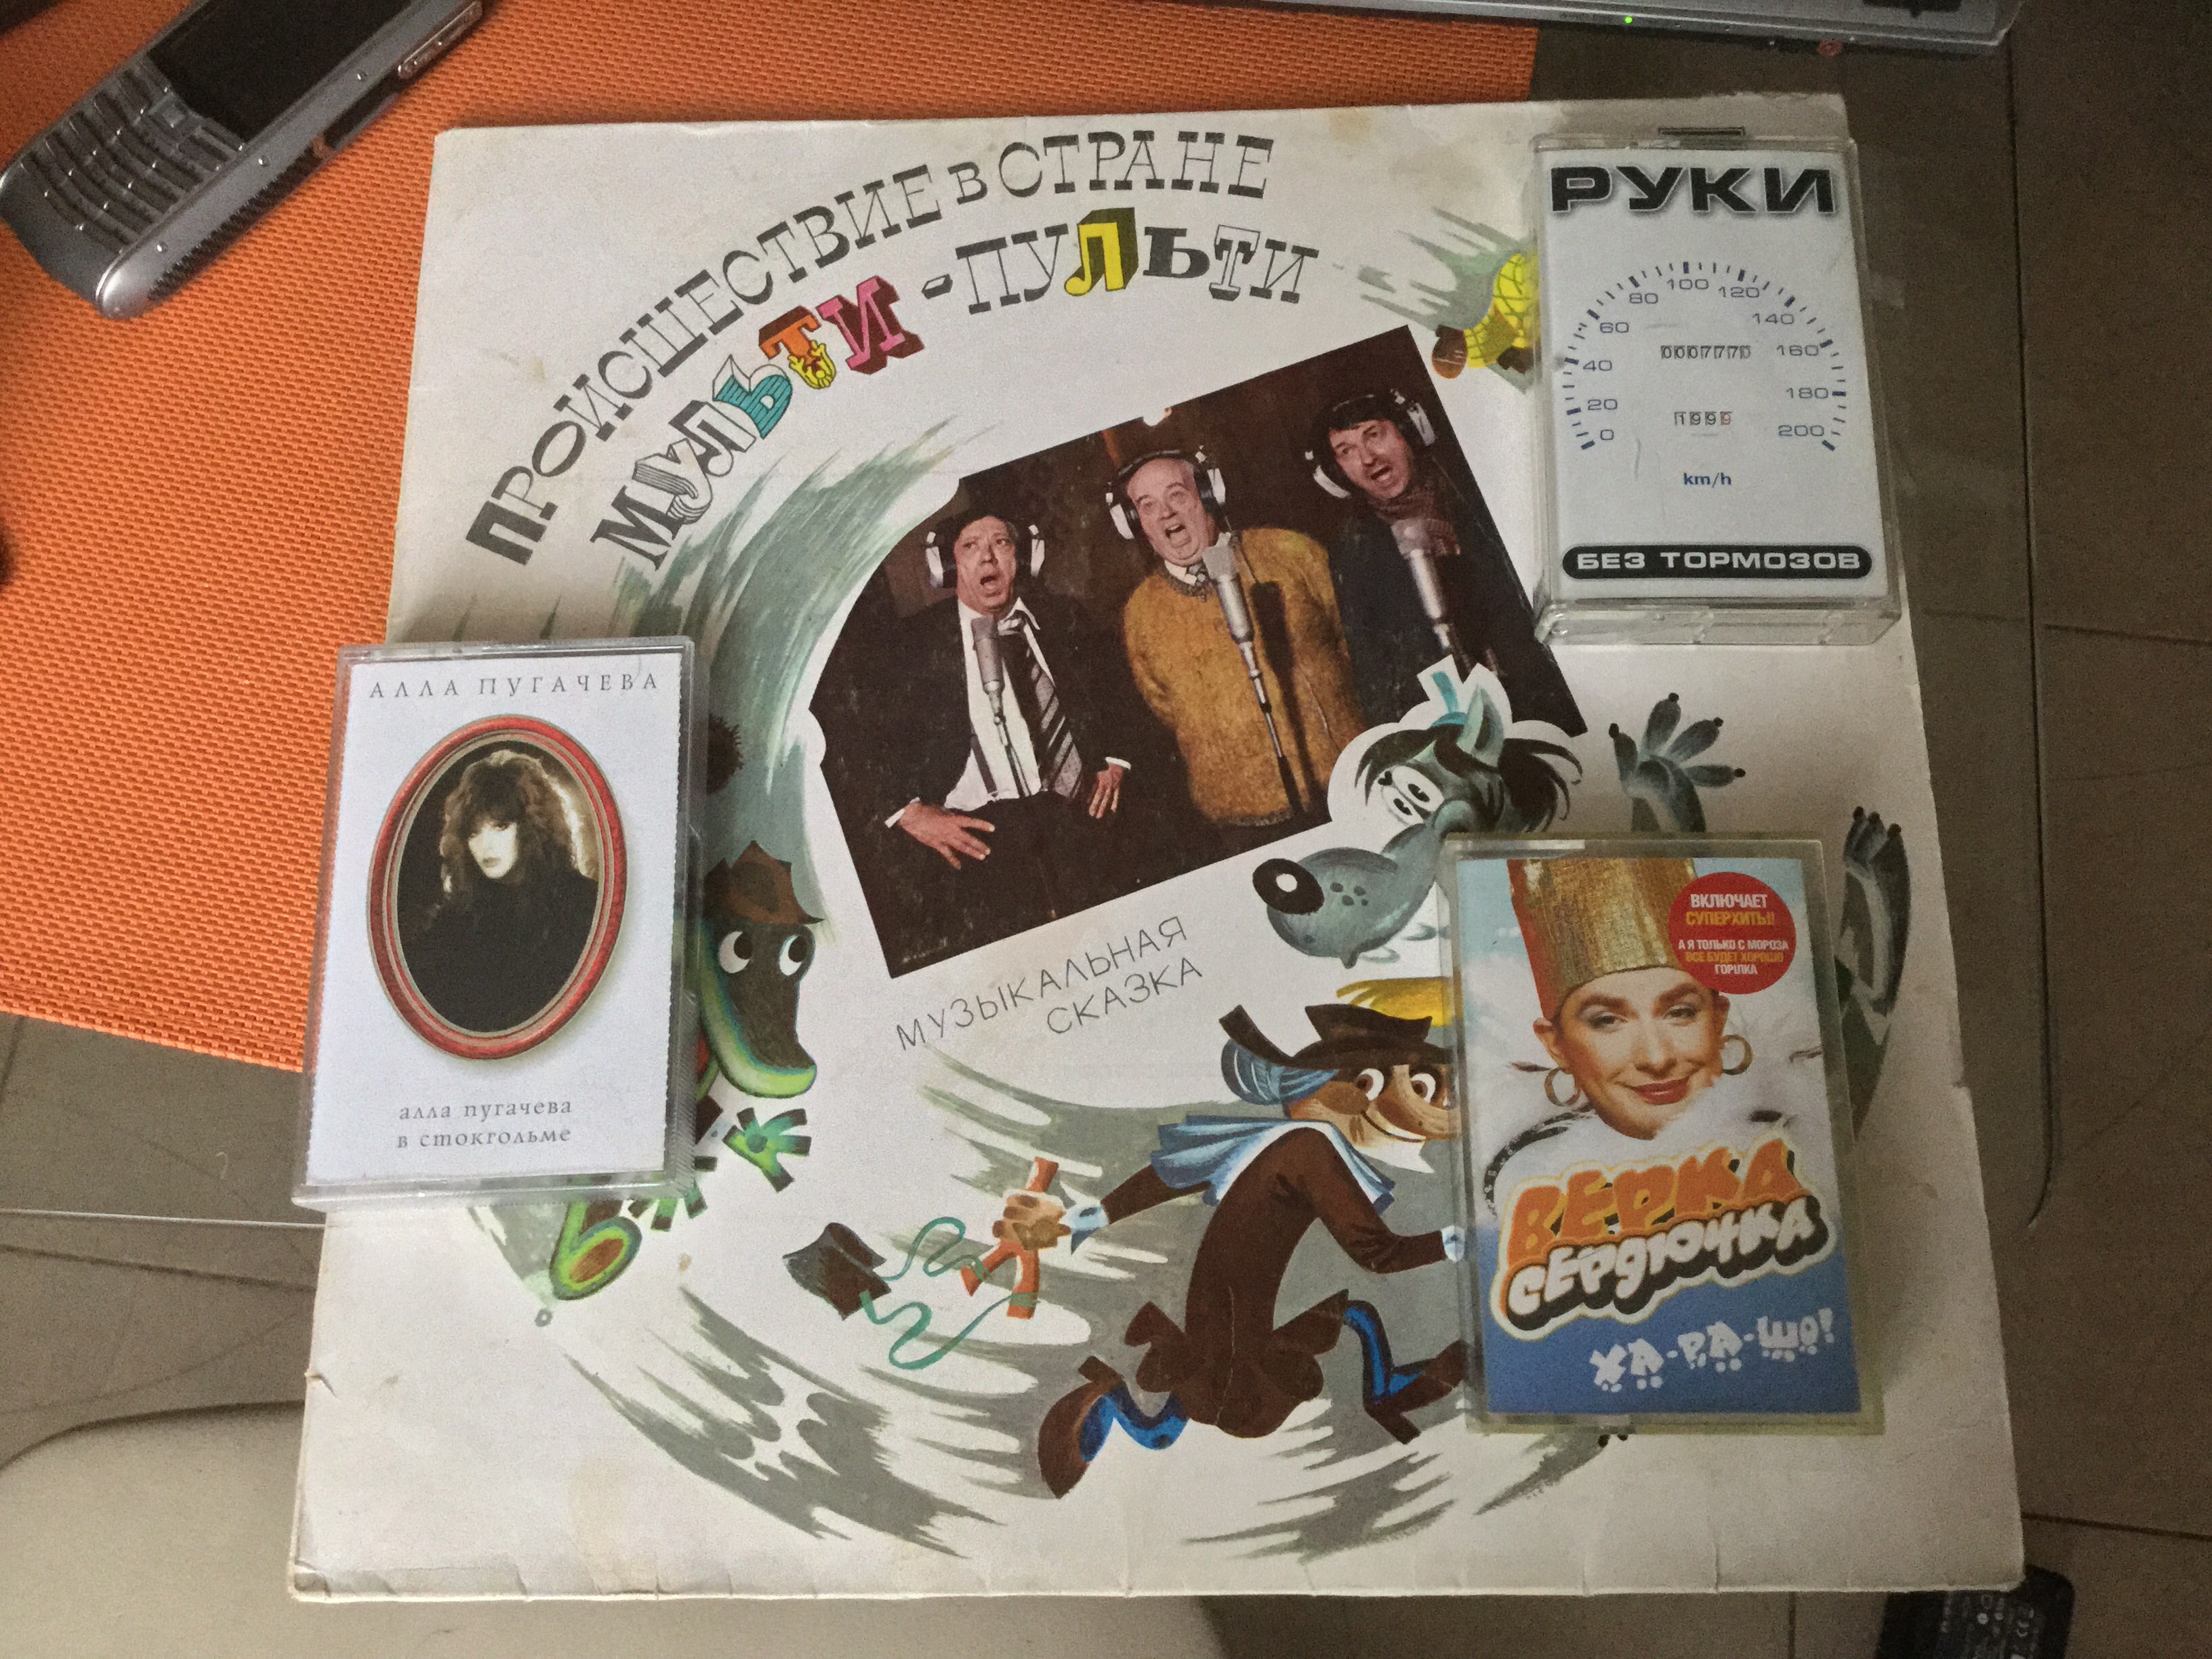 ПРОИСШЕСТВИЕ в СТРАНЕ
МУЛЬТИ-ПУЛЬТИ
МУЗЫКАЛЬНАЯ
СКАЗКА
РУКИ
0 20 40 60 80 100 120 140 160 180 200
1999
km/h
БЕЗ ТОРМОЗОВ
АЛЛА ПУГАЧЕВА
алла пугачева
в стокгольме
ВКЛЮЧАЕТ
СУПЕРХИТЫ!
А Я ТОЛЬКО С МОРОЗА
ВСЕ БУДЕТ ХОРОШО
ГОРІЛКА
ВЕРКА
СЕРДЮЧКА
ХА-РА-ШО!